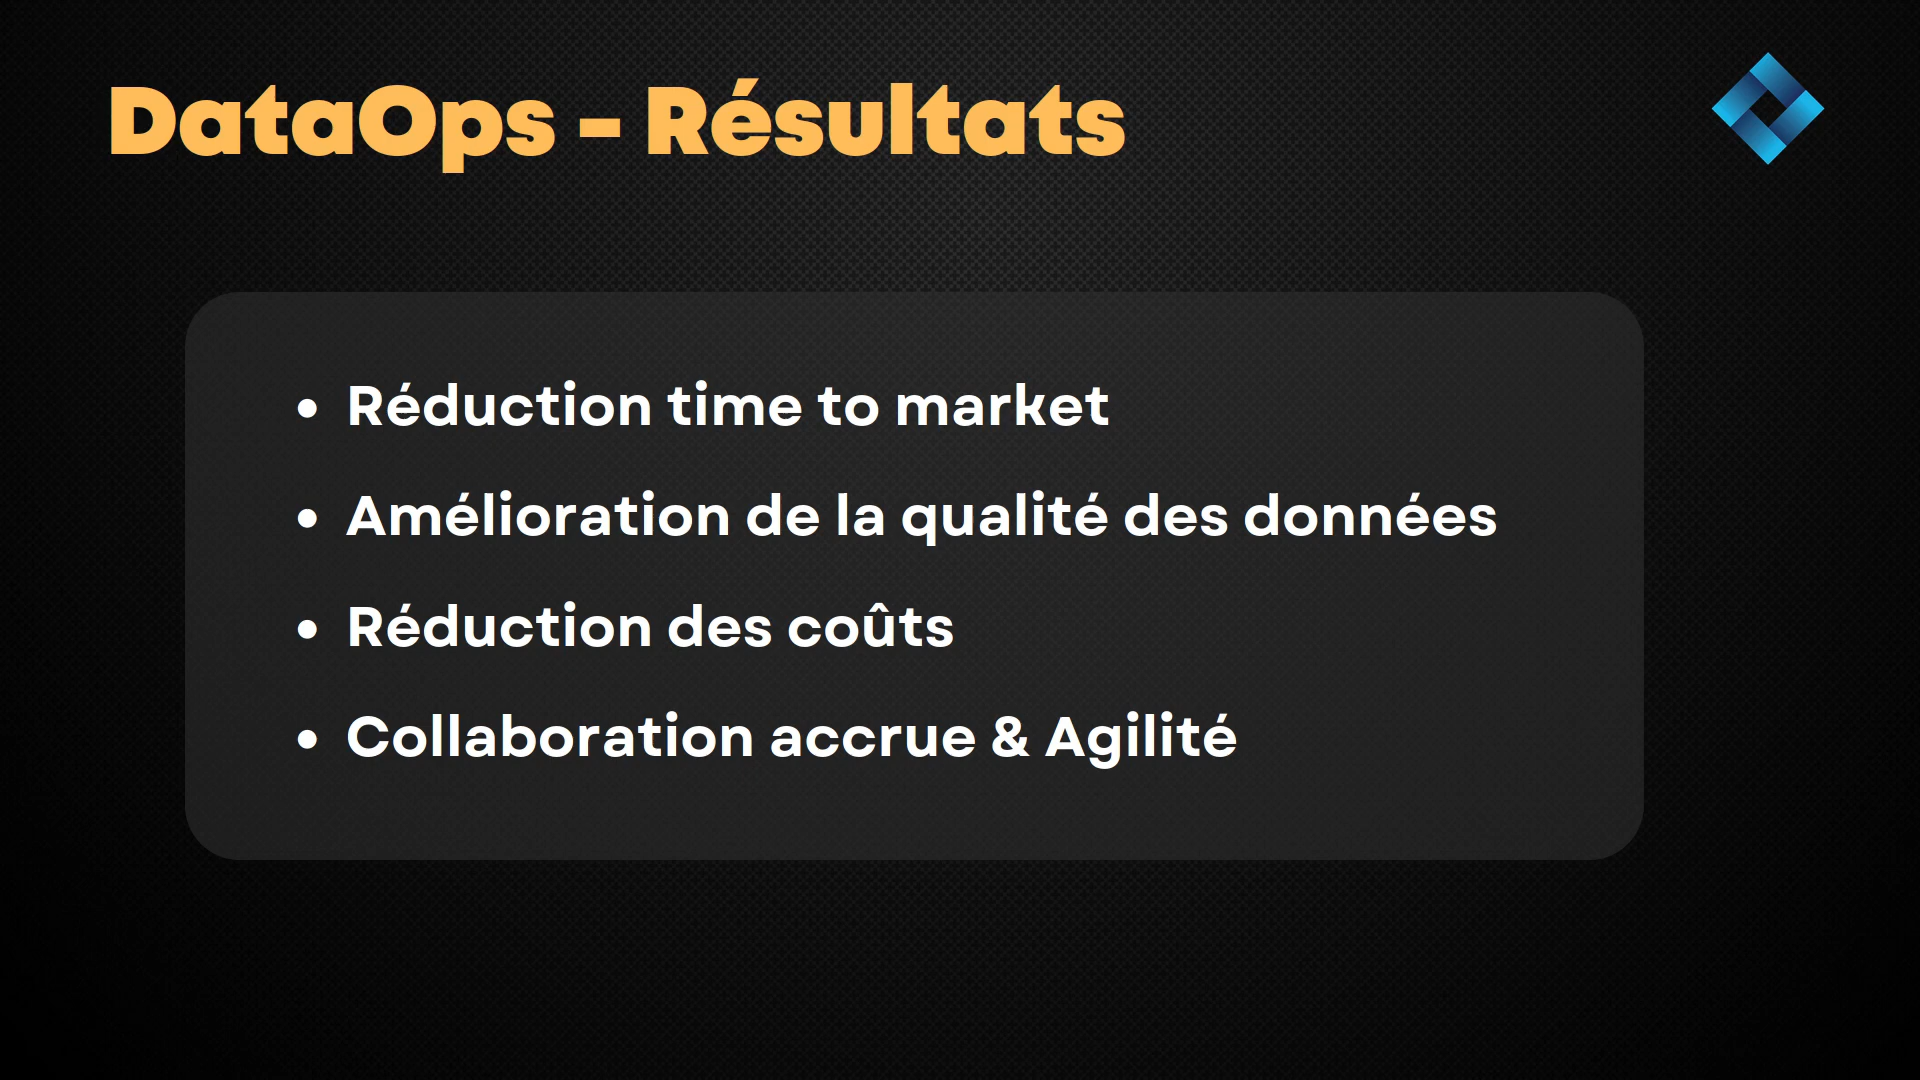 DataOps - Résultats
• Réduction time to market
• Amélioration de la qualité des données
• Réduction des coûts
• Collaboration accrue & Agilité